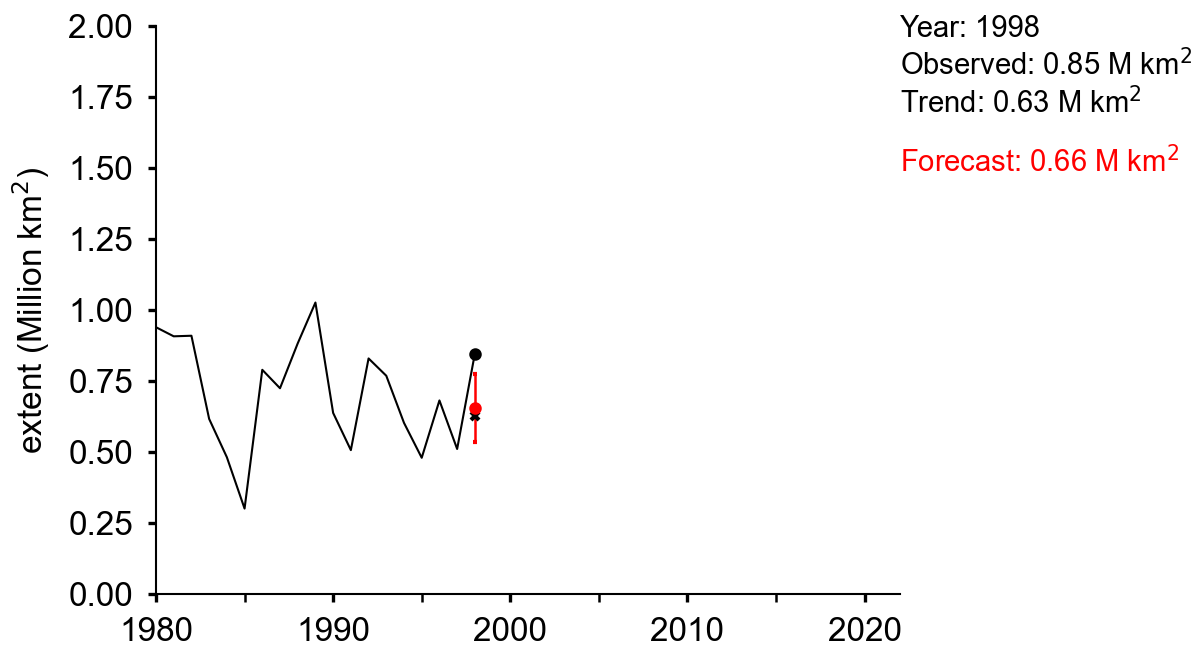 2.00
1.75
1.50
1.25
1.00
0.75
0.50
0.25
0.00
extent (Million km²)
1980 1990 2000 2010 2020
Year: 1998
Observed: 0.85 M km²
Trend: 0.63 M km²
Forecast: 0.66 M km²